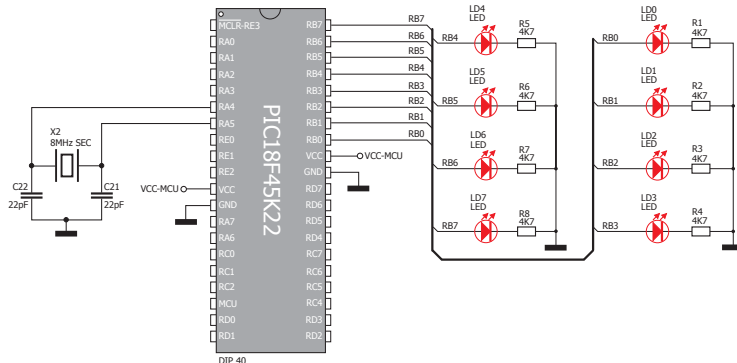 MCLR-RE3
RA0
RA1
RA2
RA3
RA4
RA5
RE0
RE1
RE2
VCC
GND
RA7
RA6
RC0
RC1
RC2
MCU
RD0
RD1
PIC18F45K22
RB7
RB6
RB5
RB4
RB3
RB2
RB1
RB0
VCC
GND
RD7
RD6
RD5
RD4
RC7
RC6
RC5
RC4
RD3
RD2
DIP 40
X2
8MHz SEC
C22
22pF
C21
22pF
VCC-MCU
VCC-MCU
RB7
RB6
RB5
RB4
RB3
RB2
RB1
RB0
RB4
LD4
LED
R5
4K7
RB5
LD5
LED
R6
4K7
RB6
LD6
LED
R7
4K7
RB7
LD7
LED
R8
4K7
RB0
LD0
LED
R1
4K7
RB1
LD1
LED
R2
4K7
RB2
LD2
LED
R3
4K7
RB3
LD3
LED
R4
4K7